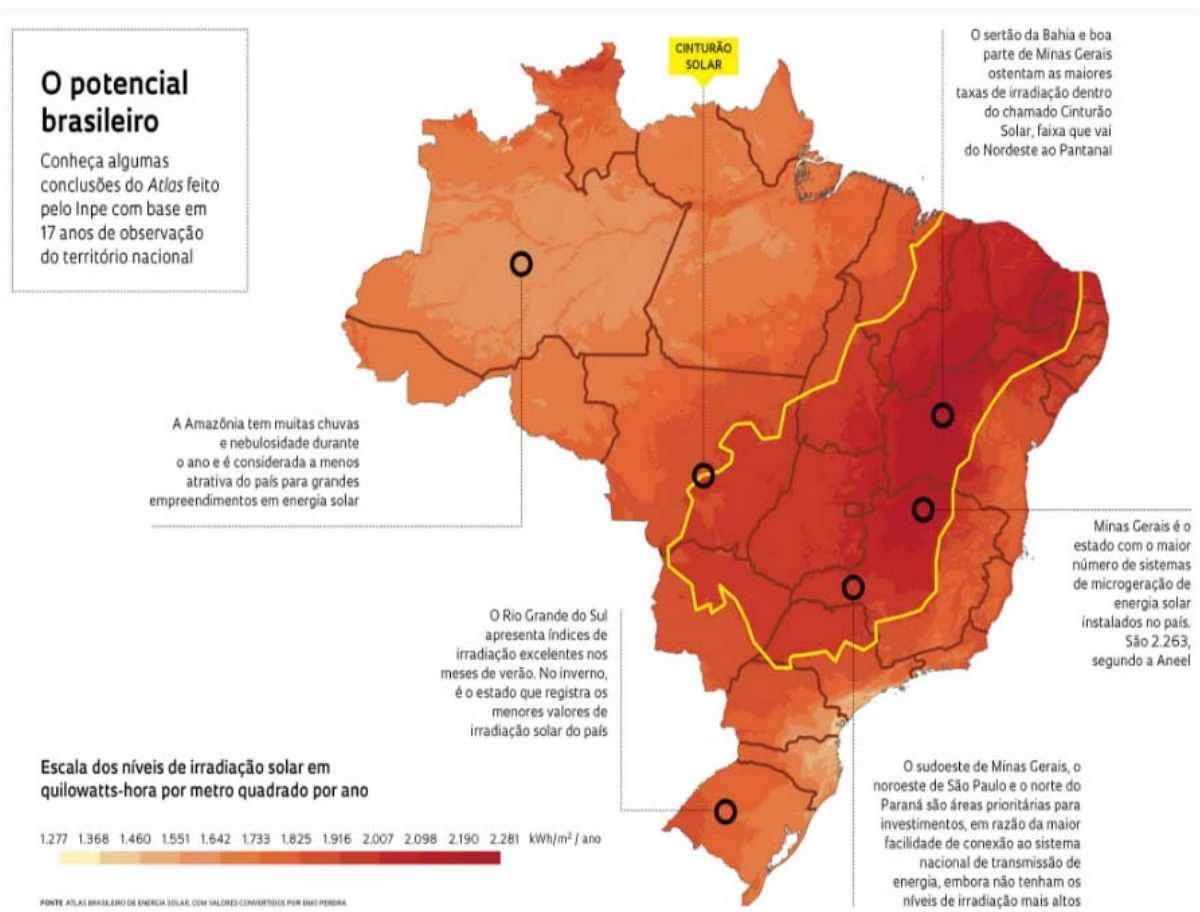 O potencial
brasileiro
Conheça algumas
conclusões do Atlas feito
pelo Inpe com base em
17 anos de observação
do território nacional
CINTURÃO
SOLAR
O sertão da Bahia e boa
parte de Minas Gerais
ostentam as maiores
taxas de irradiação dentro
do chamado Cinturão
Solar, faixa que vai
do Nordeste ao Pantanal
A Amazônia tem muitas chuvas
e nebulosidade durante
o ano e é considerada a menos
atrativa do país para grandes
empreendimentos em energia solar
Minas Gerais é o
estado com o maior
número de sistemas
de microgeração de
energia solar
instalados no país.
São 2.263,
segundo a Aneel
O Rio Grande do Sul
apresenta índices de
irradiação excelentes nos
meses de verão. No inverno,
é o estado que registra os
menores valores de
irradiação solar do país
O sudoeste de Minas Gerais, o
noroeste de São Paulo e o norte do
Paraná são áreas prioritárias para
investimentos, em razão da maior
facilidade de conexão ao sistema
nacional de transmissão de
energia, embora não tenham os
níveis de irradiação mais altos
Escala dos níveis de irradiação solar em
quilowatts-hora por metro quadrado por ano
1.277 1.368 1.460 1.551 1.642 1.733 1.825 1.916 2.007 2.098 2.190 2.281 kWh/m² / ano
FONTE ATLAS BRASILEIRO DE ENERGIA SOLAR, COM VALORES CONVERTIDOS POR ENIO PEREIRA